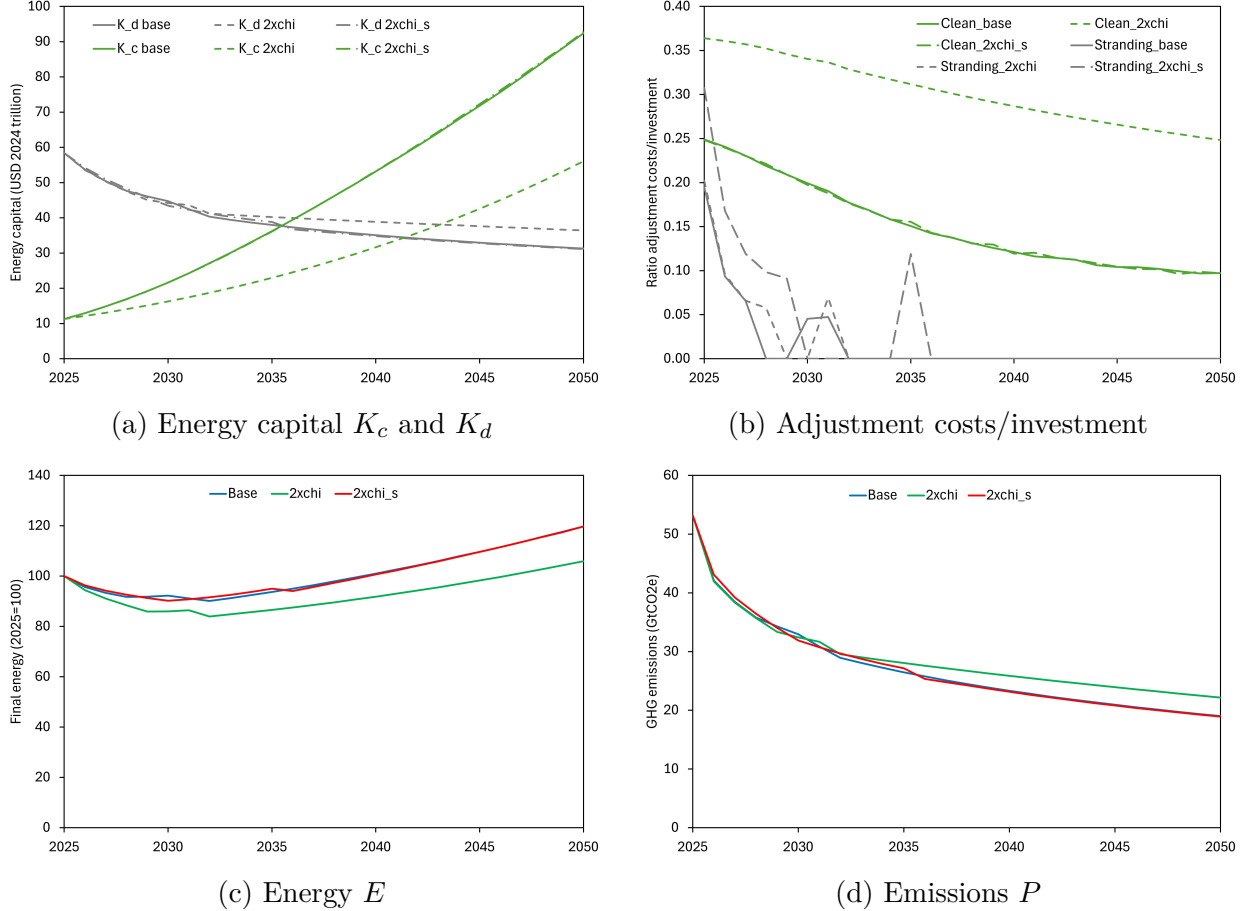 K_d base K_d 2xchi K_d 2xchi_s
K_c base K_c 2xchi K_c 2xchi_s
Energy capital (USD 2024 trillion)
100
90
80
70
60
50
40
30
20
10
0
2025 2030 2035 2040 2045 2050
(a) Energy capital K_c and K_d
Clean_base Clean_2xchi
Clean_2xchi_s Stranding_base
Stranding_2xchi Stranding_2xchi_s
Ratio adjustment costs/investment
0.40
0.35
0.30
0.25
0.20
0.15
0.10
0.05
0.00
2025 2030 2035 2040 2045 2050
(b) Adjustment costs/investment
Base 2xchi 2xchi_s
Final energy (2025=100)
140
120
100
80
60
40
20
0
2025 2030 2035 2040 2045 2050
(c) Energy E
Base 2xchi 2xchi_s
GHG emissions (GtCO2e)
60
50
40
30
20
10
0
2025 2030 2035 2040 2045 2050
(d) Emissions P